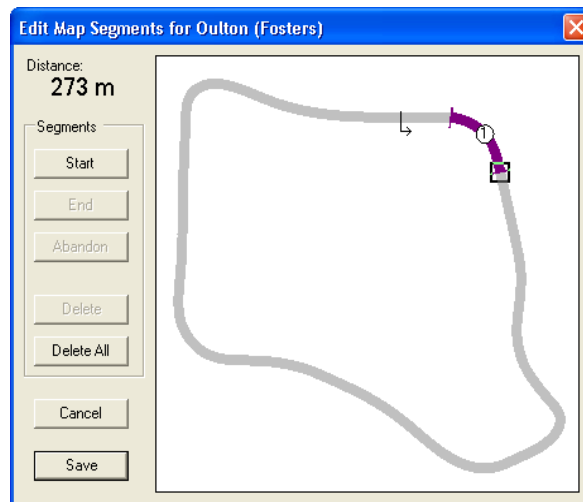 Edit Map Segments for Oulton (Fosters)
Distance:
273 m
Segments
Start
End
Abandon
Delete
Delete All
Cancel
Save
1